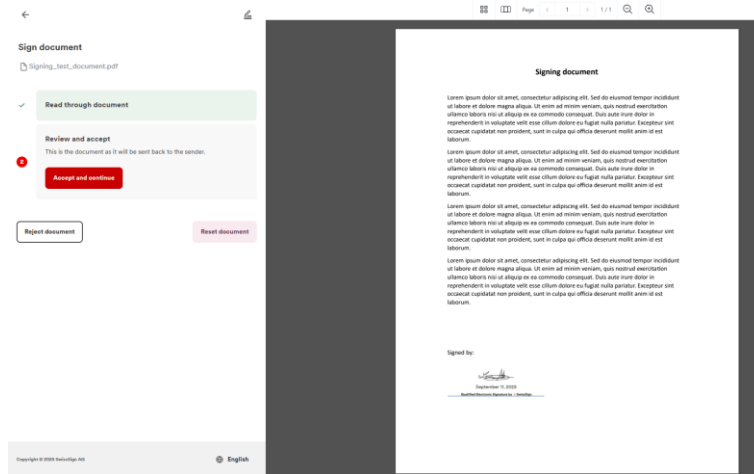 Sign document
Signing_test_document.pdf
Read through document
Review and accept
This is the document as it will be sent back to the sender.
2
Accept and continue
Reject document
Reset document
Copyright © 2020 SwissSign AG
English
Page
1
1 / 1
Signing document
Lorem ipsum dolor sit amet, consectetur adipiscing elit. Sed do eiusmod tempor incididunt
ut labore et dolore magna aliqua. Ut enim ad minim veniam, quis nostrud exercitation
ullamco laboris nisi ut aliquip ex ea commodo consequat. Duis aute irure dolor in
reprehenderit in voluptate velit esse cillum dolore eu fugiat nulla pariatur. Excepteur sint
occaecat cupidatat non proident, sunt in culpa qui officia deserunt mollit anim id est
laborum.
Lorem ipsum dolor sit amet, consectetur adipiscing elit. Sed do eiusmod tempor incididunt
ut labore et dolore magna aliqua. Ut enim ad minim veniam, quis nostrud exercitation
ullamco laboris nisi ut aliquip ex ea commodo consequat. Duis aute irure dolor in
reprehenderit in voluptate velit esse cillum dolore eu fugiat nulla pariatur. Excepteur sint
occaecat cupidatat non proident, sunt in culpa qui officia deserunt mollit anim id est
laborum.
Lorem ipsum dolor sit amet, consectetur adipiscing elit. Sed do eiusmod tempor incididunt
ut labore et dolore magna aliqua. Ut enim ad minim veniam, quis nostrud exercitation
ullamco laboris nisi ut aliquip ex ea commodo consequat. Duis aute irure dolor in
reprehenderit in voluptate velit esse cillum dolore eu fugiat nulla pariatur. Excepteur sint
occaecat cupidatat non proident, sunt in culpa qui officia deserunt mollit anim id est
laborum.
Lorem ipsum dolor sit amet, consectetur adipiscing elit. Sed do eiusmod tempor incididunt
ut labore et dolore magna aliqua. Ut enim ad minim veniam, quis nostrud exercitation
ullamco laboris nisi ut aliquip ex ea commodo consequat. Duis aute irure dolor in
reprehenderit in voluptate velit esse cillum dolore eu fugiat nulla pariatur. Excepteur sint
occaecat cupidatat non proident, sunt in culpa qui officia deserunt mollit anim id est
laborum.
Signed by:
September 11, 2020
Qualified Electronic Signature by / SwissSign